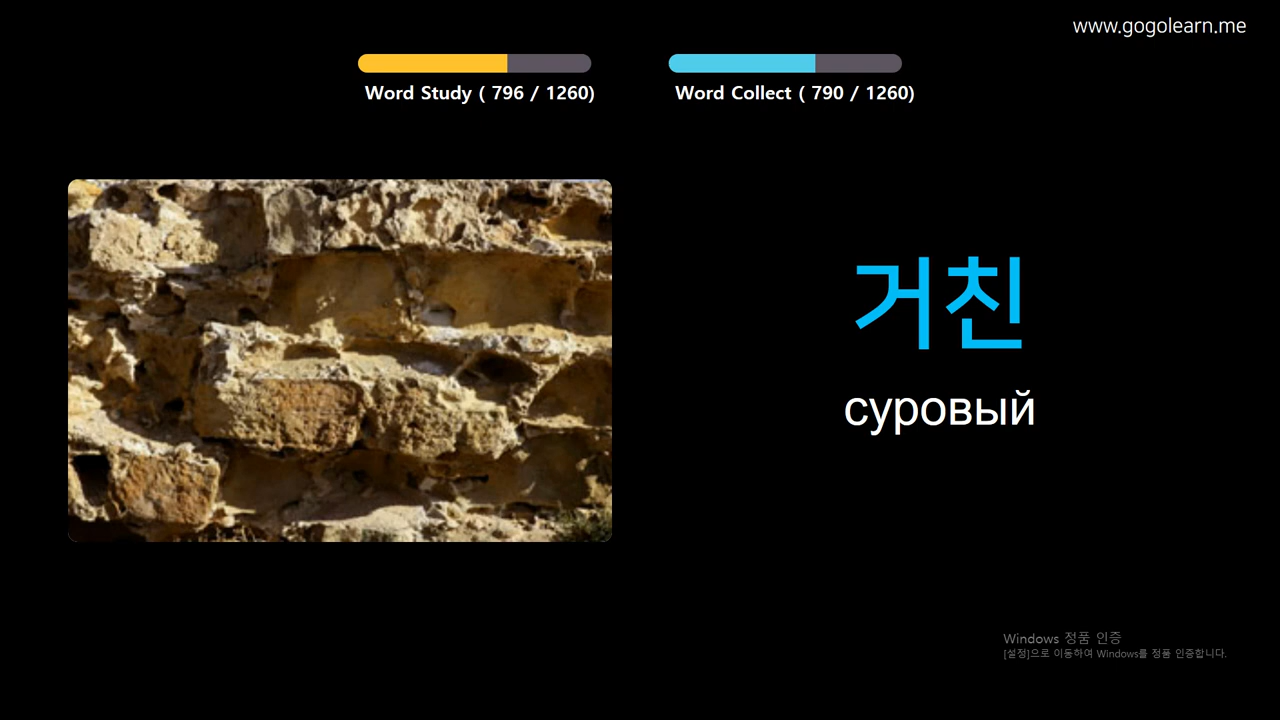 www.gogolearn.me
Word Study ( 796 / 1260)
Word Collect ( 790 / 1260)
거친
суровый
Windows 정품 인증
[설정]으로 이동하여 Windows를 정품 인증합니다.